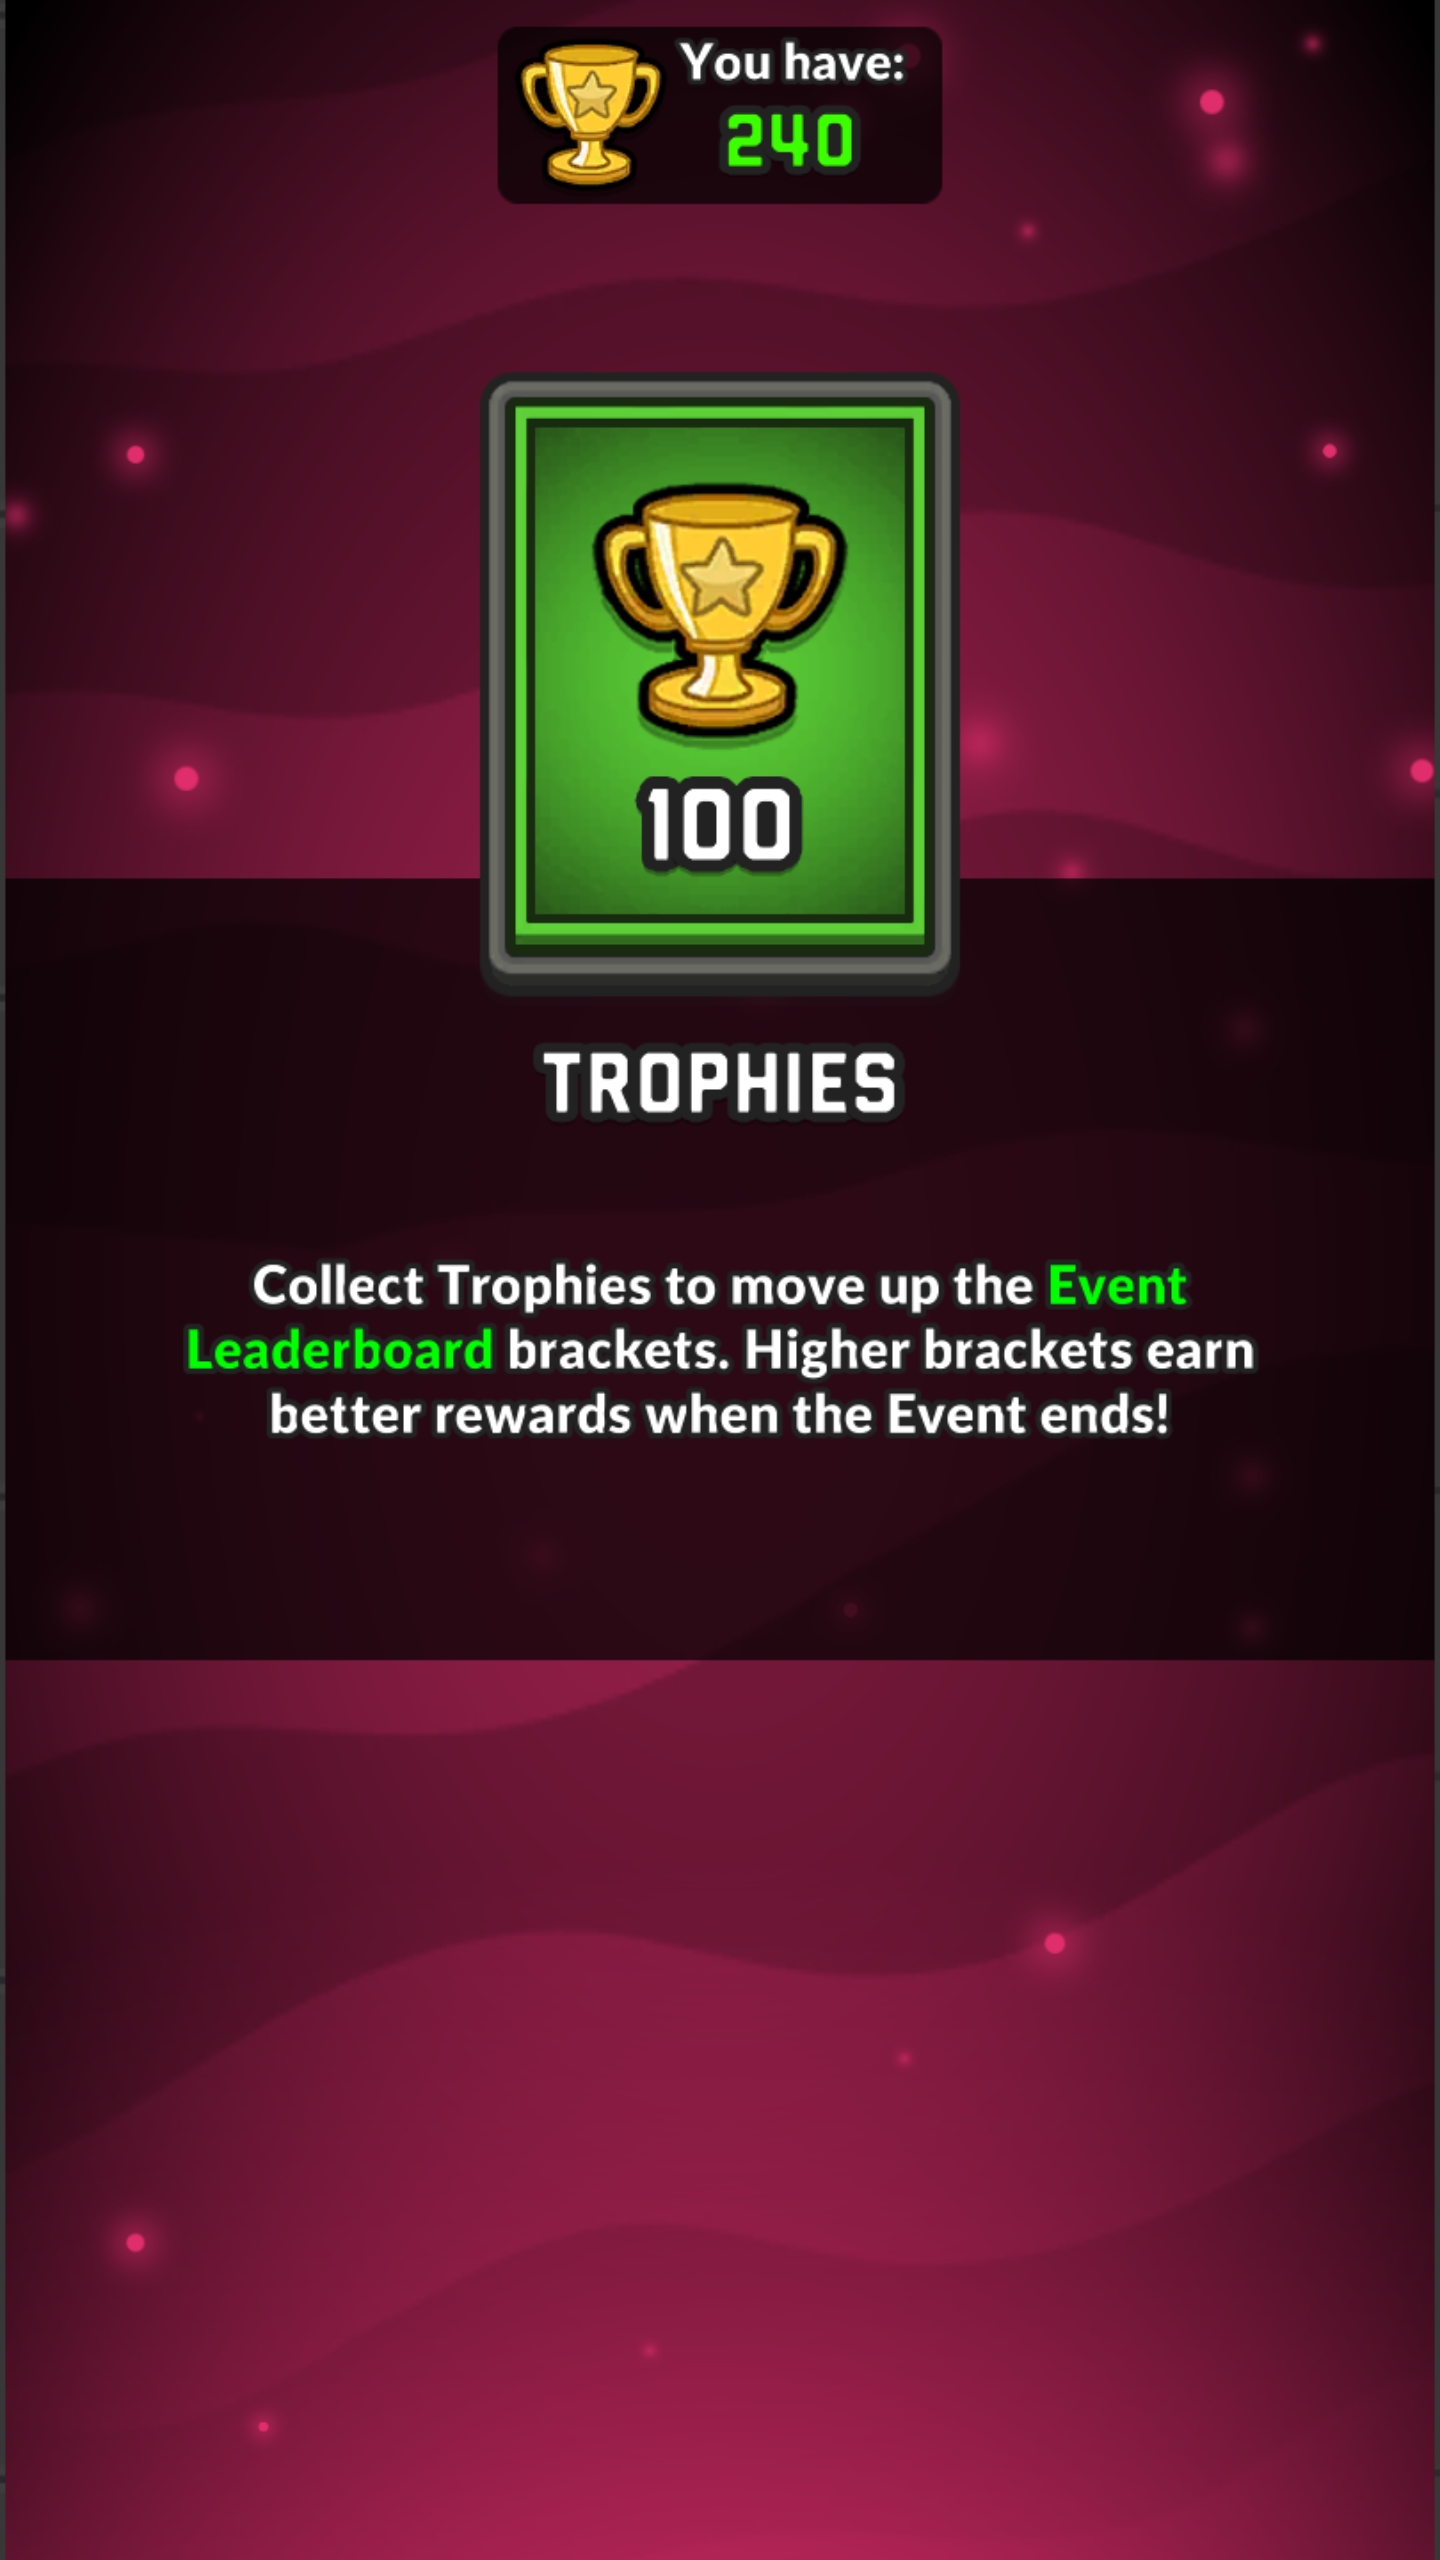 You have:
240
100
TROPHIES
Collect Trophies to move up the Event
Leaderboard brackets. Higher brackets earn
better rewards when the Event ends!